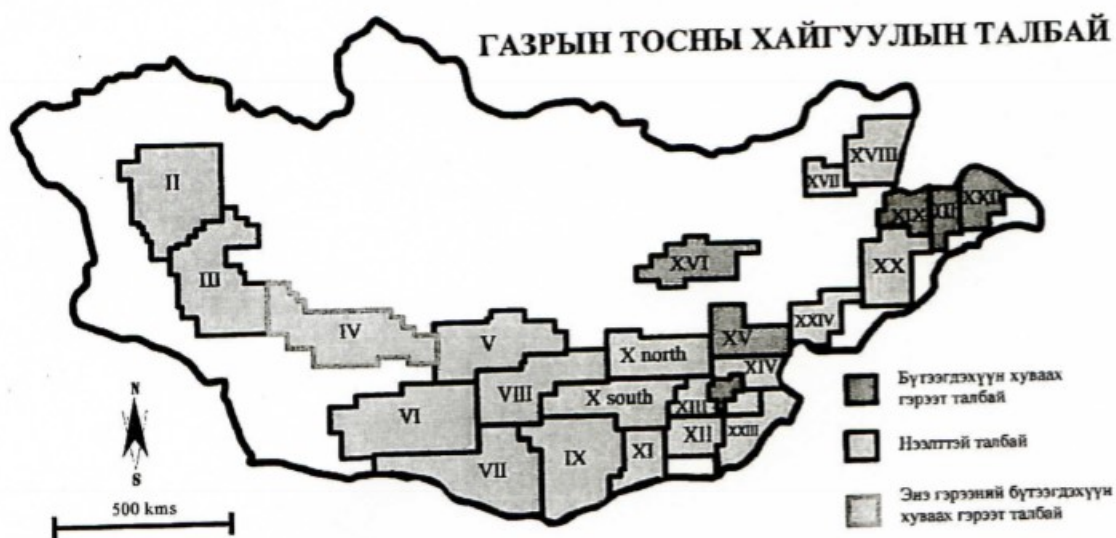 ГАЗРЫН ТОСНЫ ХАЙГУУЛЫН ТАЛБАЙ
II
XVIII
XVII
XIX
XXI
XXII
III
XVI
XX
IV
V
X north
XV
XXIV
XIV
VI
VIII
X south
XIII
XII
XXIII
VII
IX
XI
N
S
500 kms
Бүтээгдэхүүн хуваах
гэрээт талбай
Нээлттэй талбай
Энэ гэрээний бүтээгдэхүүн
хуваах гэрээт талбай